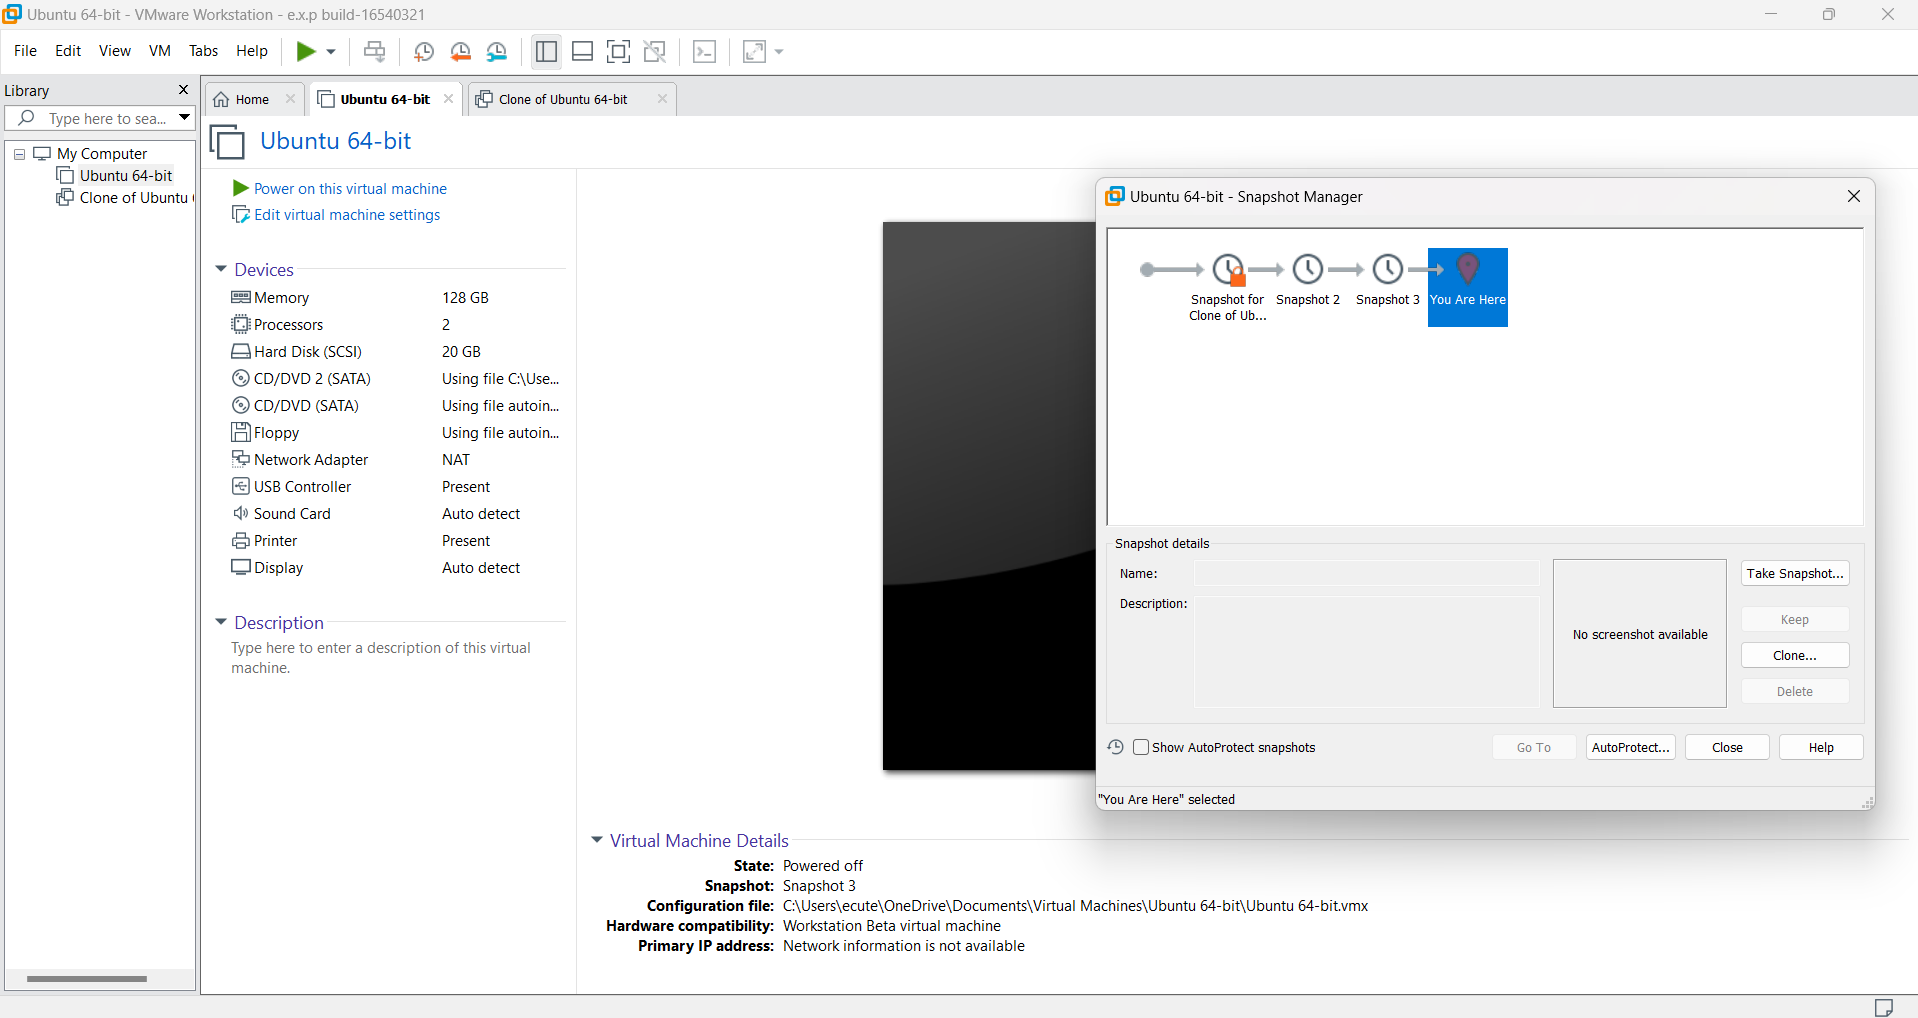 Ubuntu 64-bit - VMware Workstation - e.x.p build-16540321
File Edit View VM Tabs Help
Library
Type here to sea...
My Computer
Ubuntu 64-bit
Clone of Ubuntu
Home
Ubuntu 64-bit
Clone of Ubuntu 64-bit
Ubuntu 64-bit
Power on this virtual machine
Edit virtual machine settings
Devices
Memory 128 GB
Processors 2
Hard Disk (SCSI) 20 GB
CD/DVD 2 (SATA) Using file C:\Use...
CD/DVD (SATA) Using file autoin...
Floppy Using file autoin...
Network Adapter NAT
USB Controller Present
Sound Card Auto detect
Printer Present
Display Auto detect
Description
Type here to enter a description of this virtual
machine.
Ubuntu 64-bit - Snapshot Manager
Snapshot for
Clone of Ub...
Snapshot 2
Snapshot 3
You Are Here
Snapshot details
Name:
Description:
No screenshot available
Take Snapshot...
Keep
Clone...
Delete
Show AutoProtect snapshots
Go To
AutoProtect...
Close
Help
"You Are Here" selected
Virtual Machine Details
State: Powered off
Snapshot: Snapshot 3
Configuration file: C:\Users\ecute\OneDrive\Documents\Virtual Machines\Ubuntu 64-bit\Ubuntu 64-bit.vmx
Hardware compatibility: Workstation Beta virtual machine
Primary IP address: Network information is not available